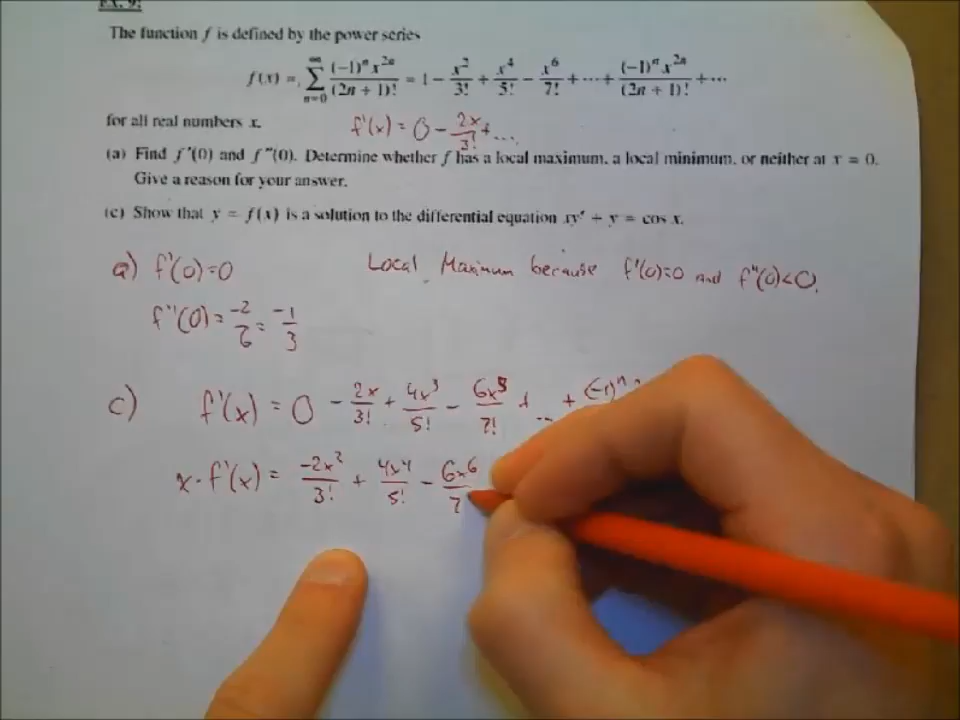 Ex. 9:
The function f is defined by the power series
f(x) = ∑_{n=0}^{∞} (-1)^n x^{2n} / (2n + 1)! = 1 - x^2/3! + x^4/5! - x^6/7! + ⋯ + (-1)^n x^{2n} / (2n + 1)! + ⋯
for all real numbers x.
f'(x) = 0 - 2x/3! + ...
(a) Find f'(0) and f''(0). Determine whether f has a local maximum, a local minimum, or neither at x = 0.
Give a reason for your answer.
(c) Show that y = f(x) is a solution to the differential equation xy' + y = cos x.
a) f'(0)=0 Local Maximum because f'(0)=0 and f''(0)<0.
f''(0) = -2/6 = -1/3
c) f'(x) = 0 - 2x/3! + 4x^3/5! - 6x^5/7! + ... + (-1)^n
x·f'(x) = -2x^2/3! + 4x^4/5! - 6x^6/7